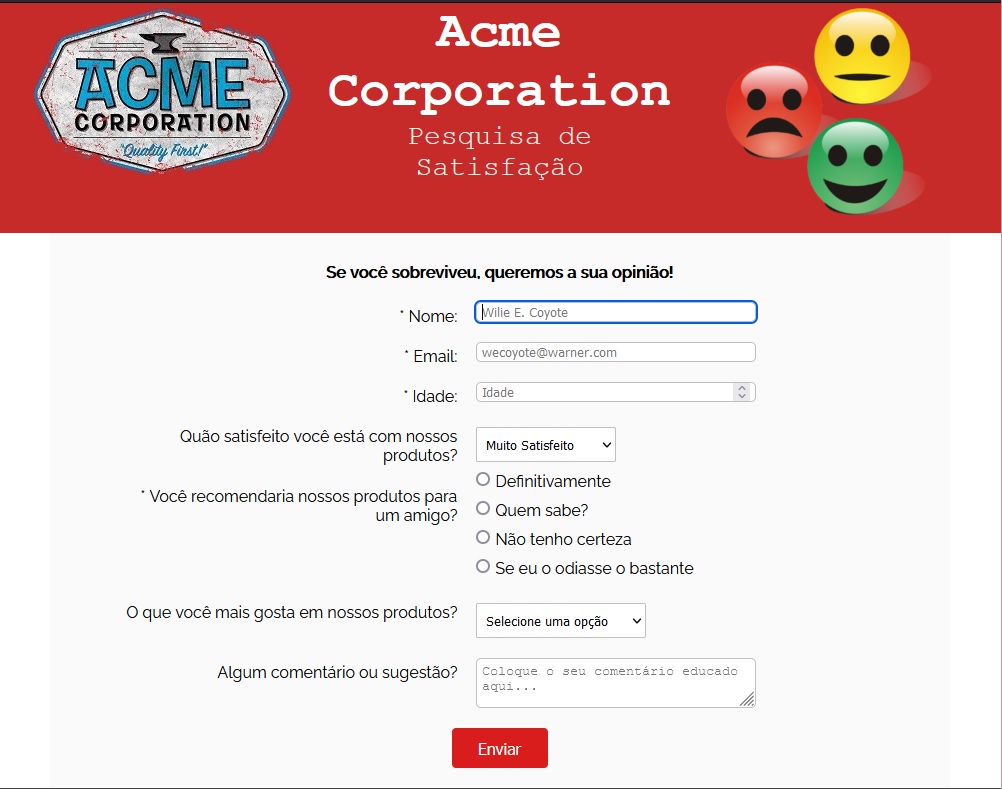 ACME
CORPORATION
"Quality First!"
Acme
Corporation
Pesquisa de
Satisfação
Se você sobreviveu, queremos a sua opinião!
* Nome:
Wilie E. Coyote
* Email:
wecoyote@warner.com
* Idade:
Idade
Quão satisfeito você está com nossos
produtos?
Muito Satisfeito
* Você recomendaria nossos produtos para
um amigo?
Definitivamente
Quem sabe?
Não tenho certeza
Se eu o odiasse o bastante
O que você mais gosta em nossos produtos?
Selecione uma opção
Algum comentário ou sugestão?
Coloque o seu comentário educado
aqui...
Enviar